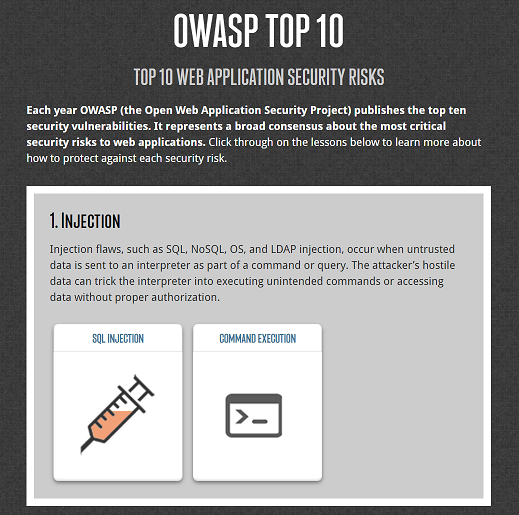 OWASP TOP 10
TOP 10 WEB APPLICATION SECURITY RISKS
Each year OWASP (the Open Web Application Security Project) publishes the top ten
security vulnerabilities. It represents a broad consensus about the most critical
security risks to web applications. Click through on the lessons below to learn more about
how to protect against each security risk.
1. Injection
Injection flaws, such as SQL, NoSQL, OS, and LDAP injection, occur when untrusted
data is sent to an interpreter as part of a command or query. The attacker’s hostile
data can trick the interpreter into executing unintended commands or accessing
data without proper authorization.
SQL INJECTION
COMMAND EXECUTION